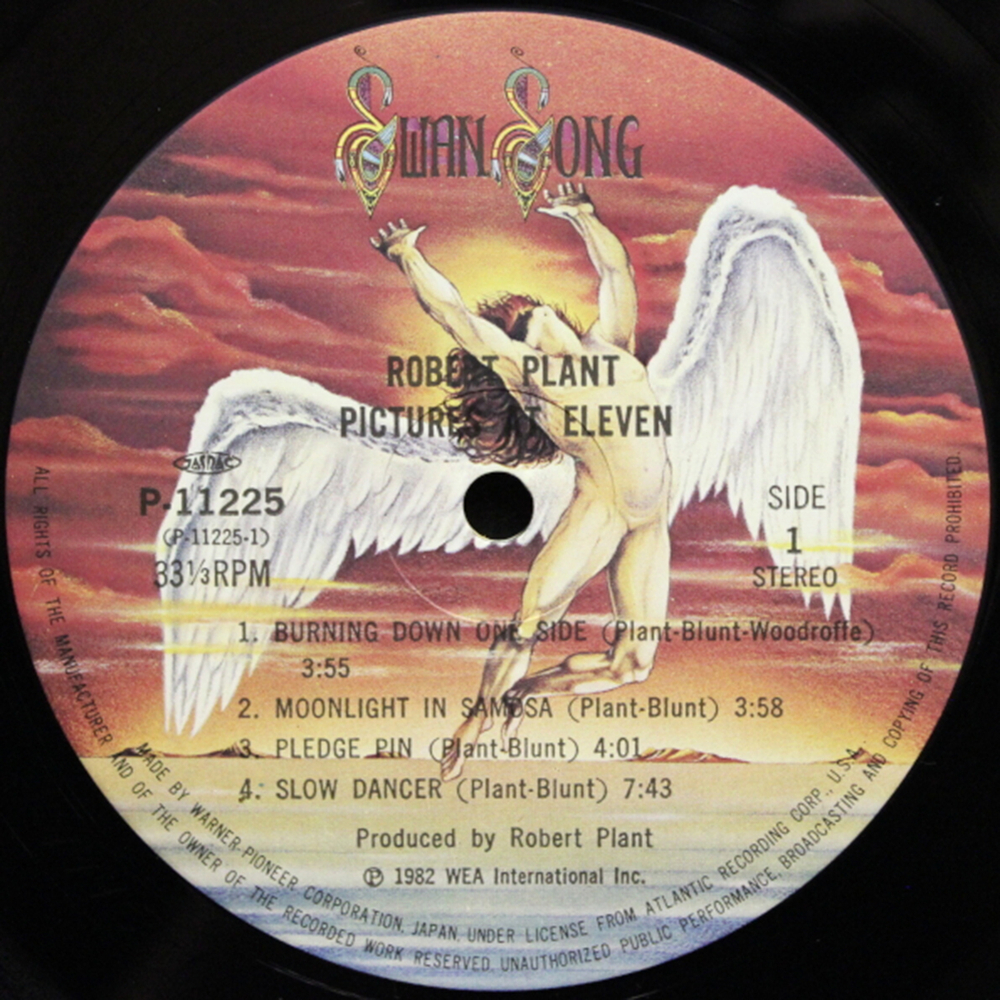 SWAN SONG
ROBERT PLANT
PICTURES AT ELEVEN
P-11225
(P-11225-1)
33⅓RPM
SIDE
1
STEREO
1. BURNING DOWN ONE SIDE (Plant-Blunt-Woodroffe)
3:55
2. MOONLIGHT IN SAMOSA (Plant-Blunt) 3:58
3. PLEDGE PIN (Plant-Blunt) 4:01
4. SLOW DANCER (Plant-Blunt) 7:43
Produced by Robert Plant
Ⓟ 1982 WEA International Inc.
MADE BY WARNER-PIONEER CORPORATION, JAPAN, UNDER LICENSE FROM ATLANTIC RECORDING CORP., U.S.A.
ALL RIGHTS OF THE MANUFACTURER AND OF THE OWNER OF THE RECORDED WORK RESERVED. UNAUTHORIZED PUBLIC PERFORMANCE, BROADCASTING AND COPYING OF THIS RECORD PROHIBITED.